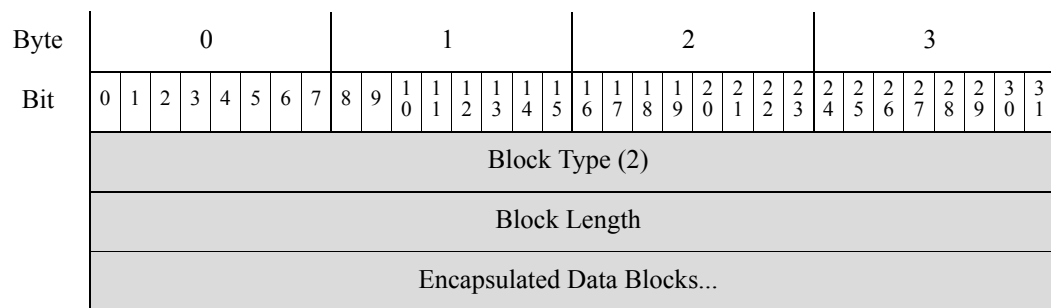 Byte 0 1 2 3
Bit 0 1 2 3 4 5 6 7 8 9 10 11 12 13 14 15 16 17 18 19 20 21 22 23 24 25 26 27 28 29 30 31
Block Type (2)
Block Length
Encapsulated Data Blocks...